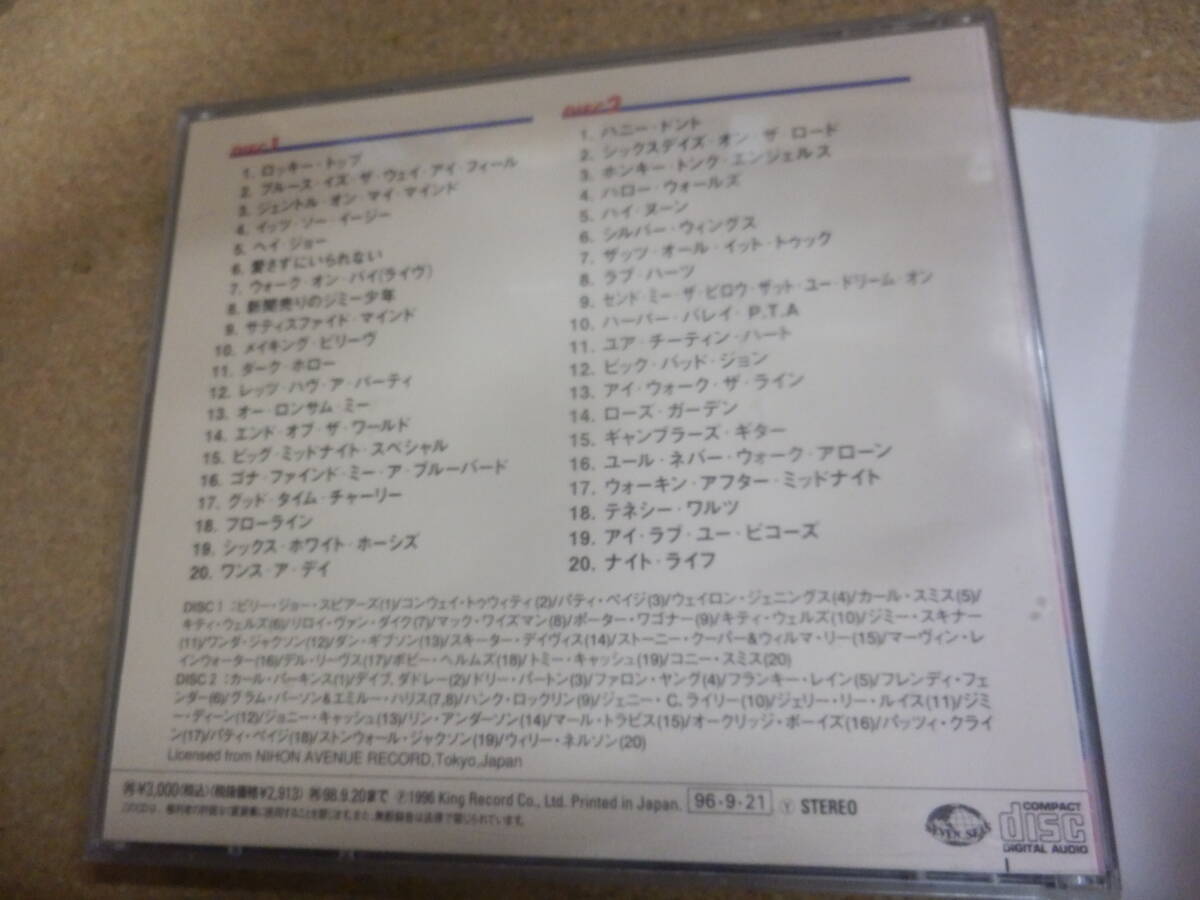 DISC 1
1. ロッキー・トップ
2. ブルース・イズ・ザ・ウェイ・アイ・フィール
3. ジェントル・オン・マイ・マインド
4. イッツ・ソー・イージー
5. ヘイ・ジョー
6. 愛さずにいられない
7. ウォーク・オン・バイ(ライヴ)
8. 新聞売りのジミー少年
9. サティスファイド・マインド
10. メイキング・ビリーヴ
11. ダーク・ホロー
12. レッツ・ハヴ・ア・パーティ
13. オー・ロンサム・ミー
14. エンド・オブ・ザ・ワールド
15. ビッグ・ミッドナイト・スペシャル
16. ゴナ・ファインド・ミー・ア・ブルーバード
17. グッド・タイム・チャーリー
18. フローライン
19. シックス・ホワイト・ホーシズ
20. ワンス・ア・デイ
DISC 2
1. ハニー・ドント
2. シックスデイズ・オン・ザ・ロード
3. ホンキー・トンク・エンジェルス
4. ハロー・ウォールズ
5. ハイ・ヌーン
6. シルバー・ウィングス
7. ザッツ・オール・イット・トゥック
8. ラブ・ハーツ
9. センド・ミー・ザ・ピロウ・ザット・ユー・ドリーム・オン
10. ハーパー・バレイ・P.T.A
11. ユア・チーティン・ハート
12. ビック・バッド・ジョン
13. アイ・ウォーク・ザ・ライン
14. ローズ・ガーデン
15. ギャンブラーズ・ギター
16. ユール・ネバー・ウォーク・アローン
17. ウォーキン・アフター・ミッドナイト
18. テネシー・ワルツ
19. アイ・ラブ・ユー・ビコーズ
20. ナイト・ライフ
DISC 1 :ビリー・ジョー・スピアーズ(1)/コンウェイ・トゥウィティ(2)/パティ・ペイジ(3)/ウェイロン・ジェニングス(4)/カール・スミス(5)/
キティ・ウェルズ(6)/リロイ・ヴァン・ダイク(7)/マック・ワイズマン(8)/ポーター・ワゴナー(9)/キティ・ウェルズ(10)/ジミー・スキナー
(11)/ワンダ・ジャクソン(12)/ダン・ギブソン(13)/スキーター・デイヴィス(14)/ストーニー・クーパー&ウィルマ・リー(15)/マーヴィン・レ
インウォーター(16)/デル・リーヴス(17)/ボビー・ヘルムズ(18)/トミー・キャッシュ(19)/コニー・スミス(20)
DISC 2 :カール・パーキンス(1)/デイブ・ダドレー(2)/ドリー・パートン(3)/ファロン・ヤング(4)/フランキー・レイン(5)/フレンディ・フェ
ンダー(6)/グラム・パーソン&エミルー・ハリス(7,8)/ハンク・ロックリン(9)/ジェニー・C.ライリー(10)/ジェリー・リー・ルイス(11)/ジミ
ー・ディーン(12)/ジョニー・キャッシュ(13)/リン・アンダーソン(14)/マール・トラビス(15)/オークリッジ・ボーイズ(16)/パッツィ・クライ
ン(17)/パティ・ペイジ(18)/ストンウォール・ジャクソン(19)/ウィリー・ネルソン(20)
Licensed from NIHON AVENUE RECORD,Tokyo,Japan
再¥3,000(税込)(税抜価格¥2,913) 再98.9.20まで Ⓟ1996 King Record Co., Ltd. Printed in Japan. 96・9・21 Ⓨ STEREO
SEVEN SEAS
COMPACT
disc
DIGITAL AUDIO